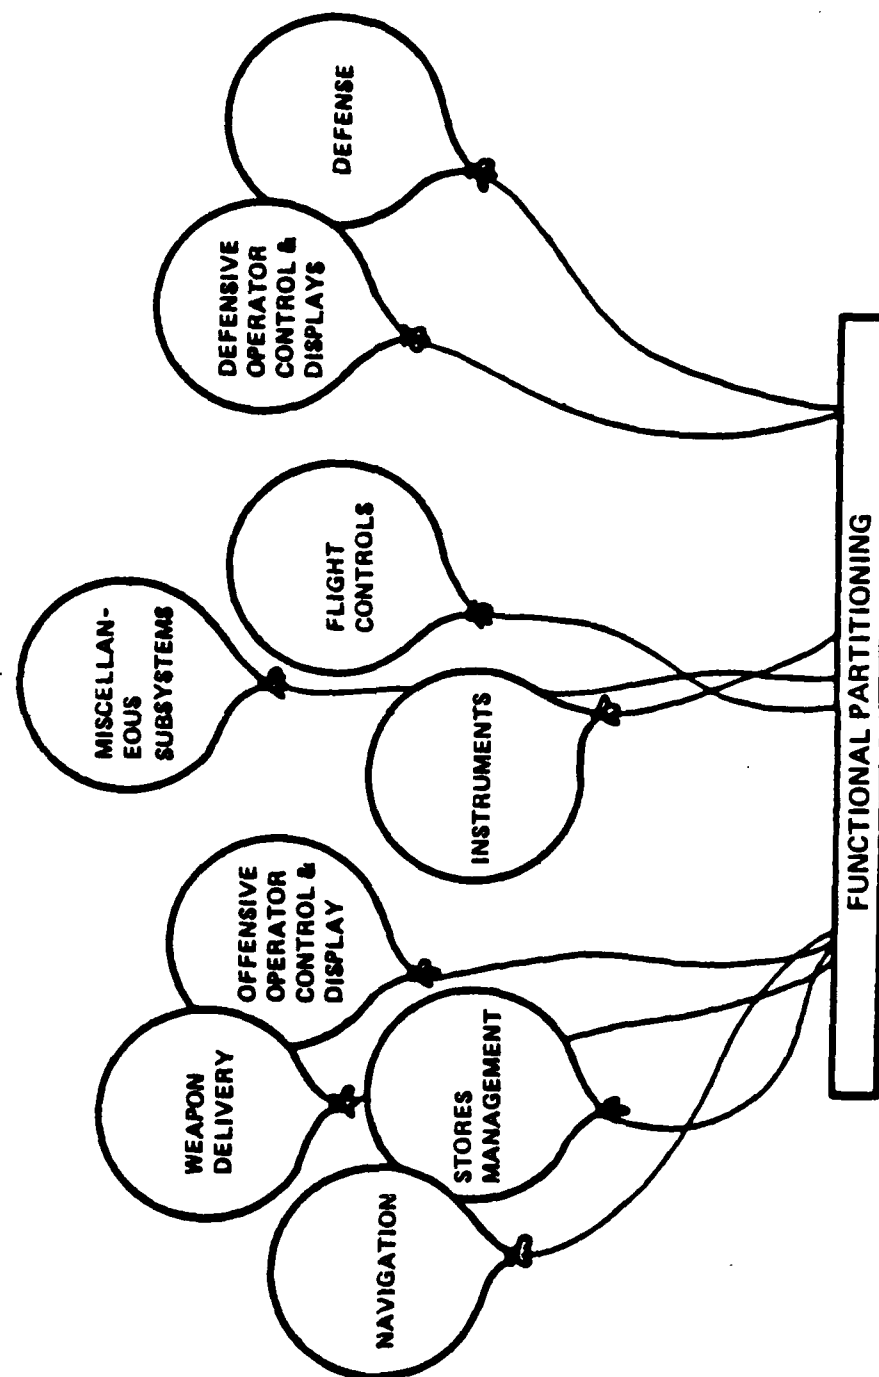 WEAPON
DELIVERY
NAVIGATION
STORES
MANAGEMENT
OFFENSIVE
OPERATOR
CONTROL &
DISPLAY
MISCELLAN-
EOUS
SUBSYSTEMS
INSTRUMENTS
FLIGHT
CONTROLS
DEFENSIVE
OPERATOR
CONTROL &
DISPLAYS
DEFENSE
FUNCTIONAL PARTITIONING